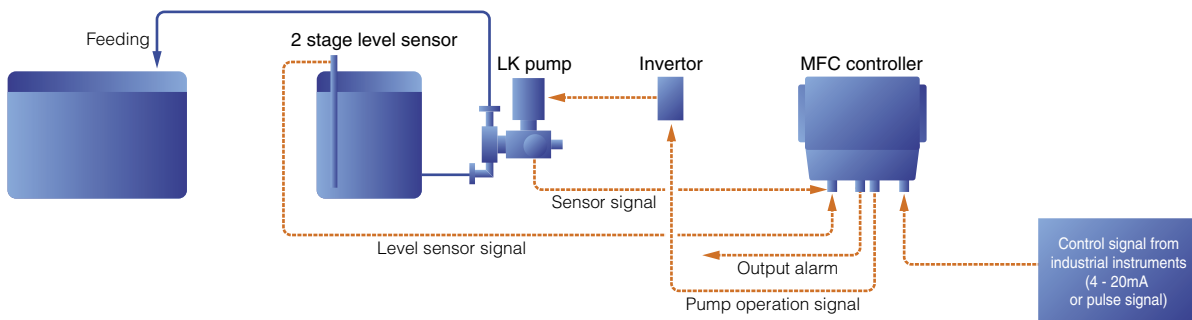 Feeding
2 stage level sensor
LK pump
Invertor
MFC controller
Sensor signal
Level sensor signal
Output alarm
Pump operation signal
Control signal from
industrial instruments
(4 - 20mA
or pulse signal)